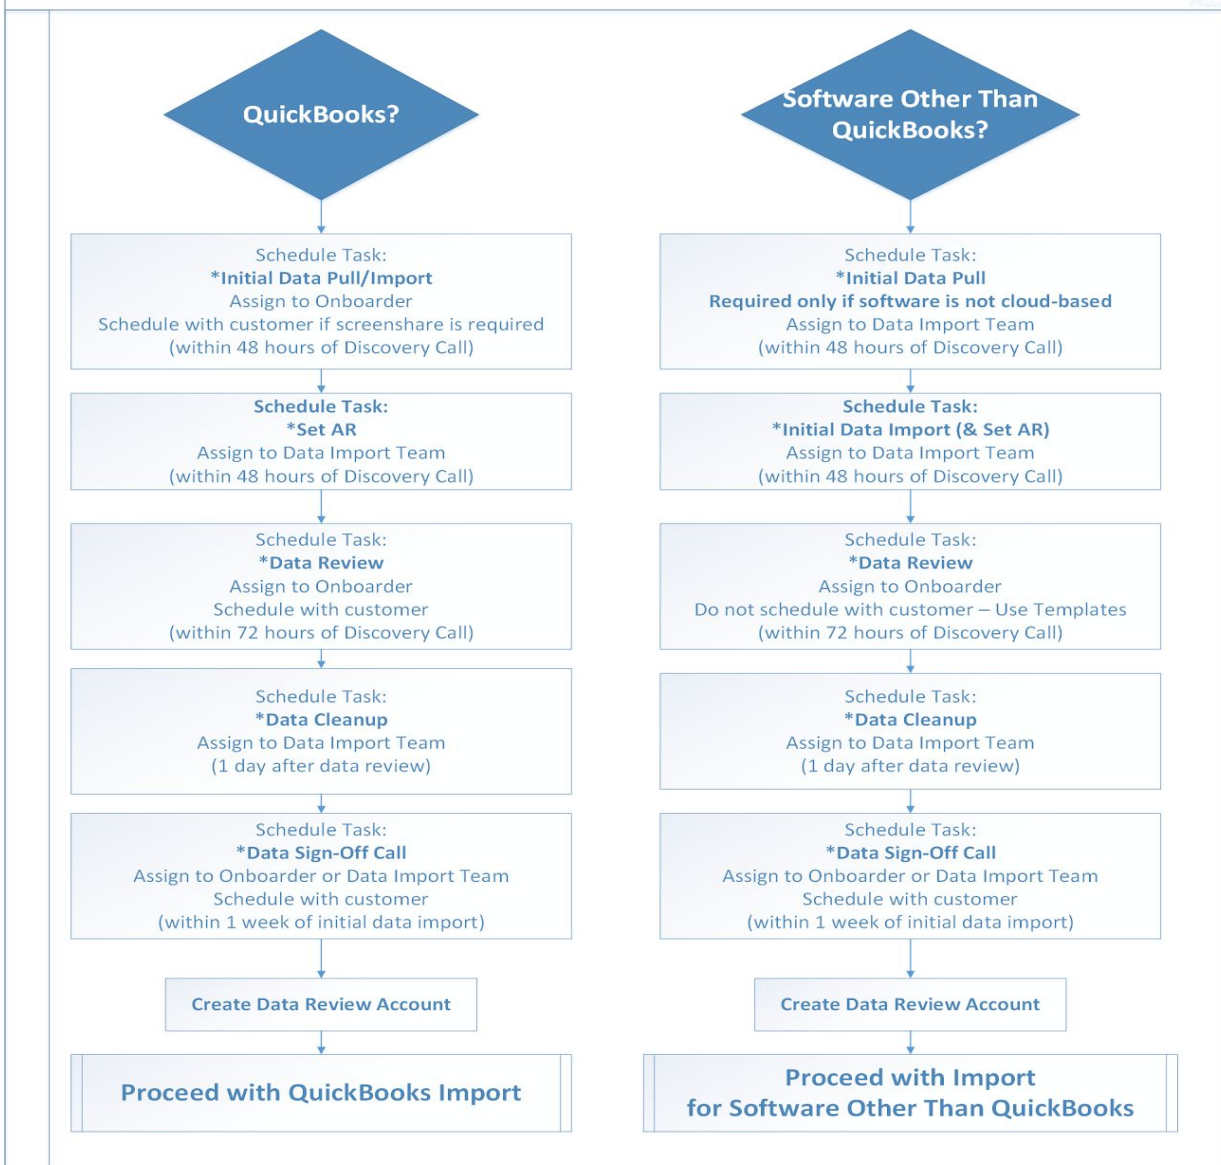 QuickBooks?
Schedule Task:
*Initial Data Pull/Import
Assign to Onboarder
Schedule with customer if screenshare is required
(within 48 hours of Discovery Call)
Schedule Task:
*Set AR
Assign to Data Import Team
(within 48 hours of Discovery Call)
Schedule Task:
*Data Review
Assign to Onboarder
Schedule with customer
(within 72 hours of Discovery Call)
Schedule Task:
*Data Cleanup
Assign to Data Import Team
(1 day after data review)
Schedule Task:
*Data Sign-Off Call
Assign to Onboarder or Data Import Team
Schedule with customer
(within 1 week of initial data import)
Create Data Review Account
Proceed with QuickBooks Import
Software Other Than
QuickBooks?
Schedule Task:
*Initial Data Pull
Required only if software is not cloud-based
Assign to Data Import Team
(within 48 hours of Discovery Call)
Schedule Task:
*Initial Data Import (& Set AR)
Assign to Data Import Team
(within 48 hours of Discovery Call)
Schedule Task:
*Data Review
Assign to Onboarder
Do not schedule with customer – Use Templates
(within 72 hours of Discovery Call)
Schedule Task:
*Data Cleanup
Assign to Data Import Team
(1 day after data review)
Schedule Task:
*Data Sign-Off Call
Assign to Onboarder or Data Import Team
Schedule with customer
(within 1 week of initial data import)
Create Data Review Account
Proceed with Import
for Software Other Than QuickBooks